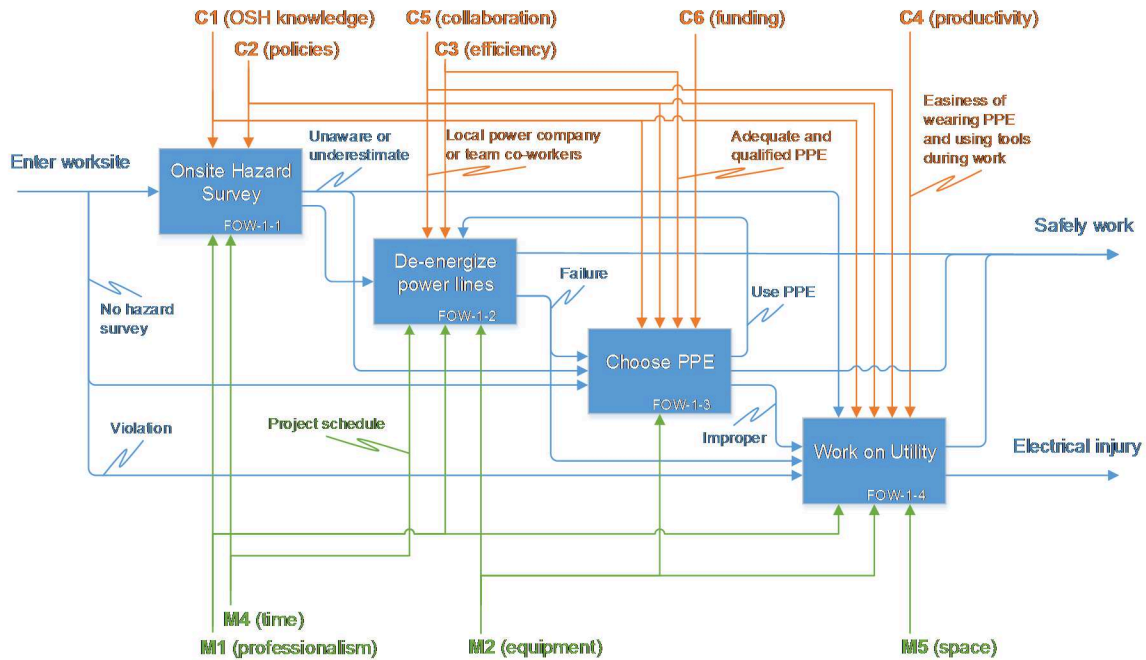 C1 (OSH knowledge)
C5 (collaboration)
C6 (funding)
C4 (productivity)
C2 (policies)
C3 (efficiency)
Enter worksite
Unaware or
underestimate
Local power company
or team co-workers
Adequate and
qualified PPE
Easiness of
wearing PPE
and using tools
during work
Onsite Hazard
Survey
FOW-1-1
Safely work
De-energize
power lines
FOW-1-2
No hazard
survey
Failure
Use PPE
Choose PPE
FOW-1-3
Violation
Project schedule
Improper
Work on Utility
FOW-1-4
Electrical injury
M4 (time)
M1 (professionalism)
M2 (equipment)
M5 (space)